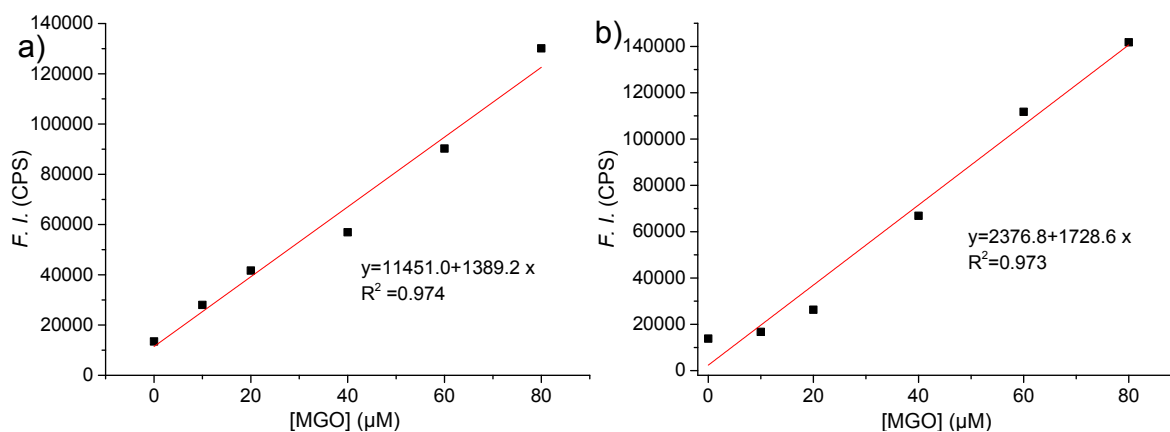 a)
140000
120000
100000
80000
60000
40000
20000
0
F. I. (CPS)
y=11451.0+1389.2 x
R² =0.974
0 20 40 60 80
[MGO] (µM)
b)
140000
120000
100000
80000
60000
40000
20000
0
F. I. (CPS)
y=2376.8+1728.6 x
R²=0.973
0 20 40 60 80
[MGO] (µM)